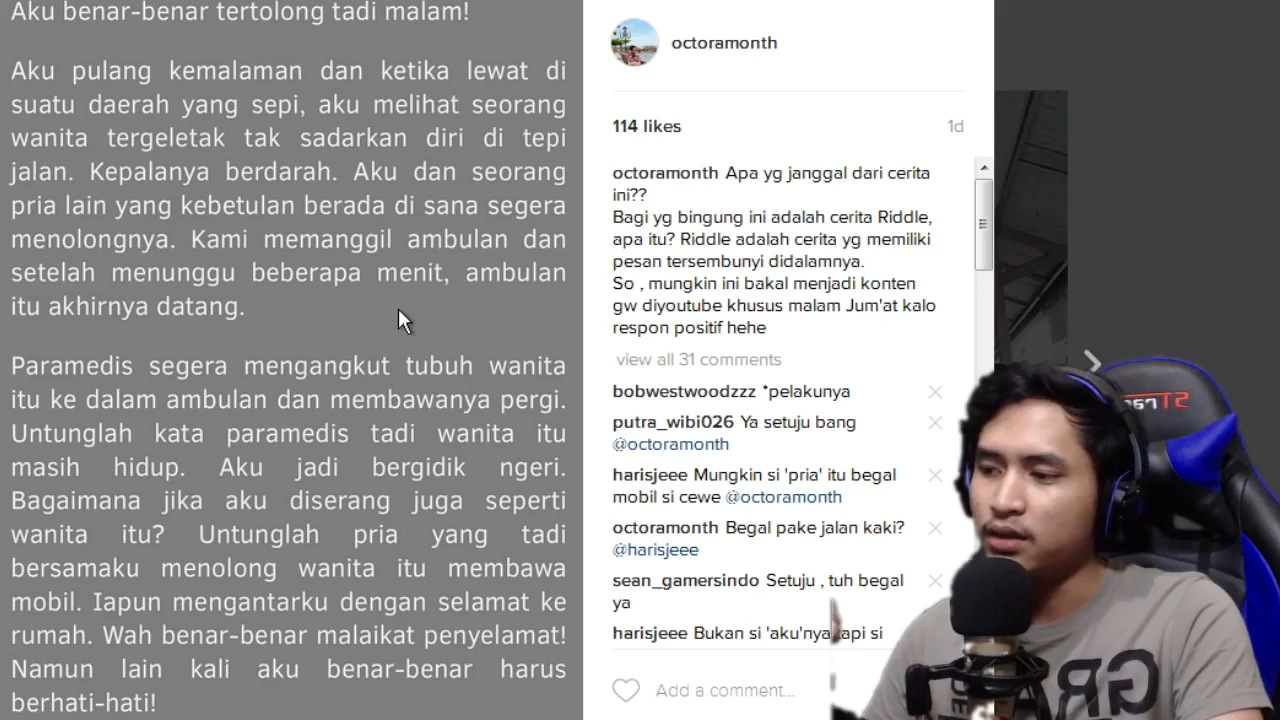 Aku benar-benar tertolong tadi malam!
Aku pulang kemalaman dan ketika lewat di
suatu daerah yang sepi, aku melihat seorang
wanita tergeletak tak sadarkan diri di tepi
jalan. Kepalanya berdarah. Aku dan seorang
pria lain yang kebetulan berada di sana segera
menolongnya. Kami memanggil ambulan dan
setelah menunggu beberapa menit, ambulan
itu akhirnya datang.
Paramedis segera mengangkut tubuh wanita
itu ke dalam ambulan dan membawanya pergi.
Untunglah kata paramedis tadi wanita itu
masih hidup. Aku jadi bergidik ngeri.
Bagaimana jika aku diserang juga seperti
wanita itu? Untunglah pria yang tadi
bersamaku menolong wanita itu membawa
mobil. Iapun mengantarku dengan selamat ke
rumah. Wah benar-benar malaikat penyelamat!
Namun lain kali aku benar-benar harus
berhati-hati!
octoramonth
114 likes 1d
octoramonth Apa yg janggal dari cerita
ini??
Bagi yg bingung ini adalah cerita Riddle,
apa itu? Riddle adalah cerita yg memiliki
pesan tersembunyi didalamnya.
So , mungkin ini bakal menjadi konten
gw diyoutube khusus malam Jum'at kalo
respon positif hehe
view all 31 comments
bobwestwoodzzz *pelakunya
putra_wibi026 Ya setuju bang
@octoramonth
harisjeee Mungkin si 'pria' itu begal
mobil si cewe @octoramonth
octoramonth Begal pake jalan kaki?
@harisjeee
sean_gamersindo Setuju , tuh begal
ya
harisjeee Bukan si 'aku'nya tapi si
Add a comment...